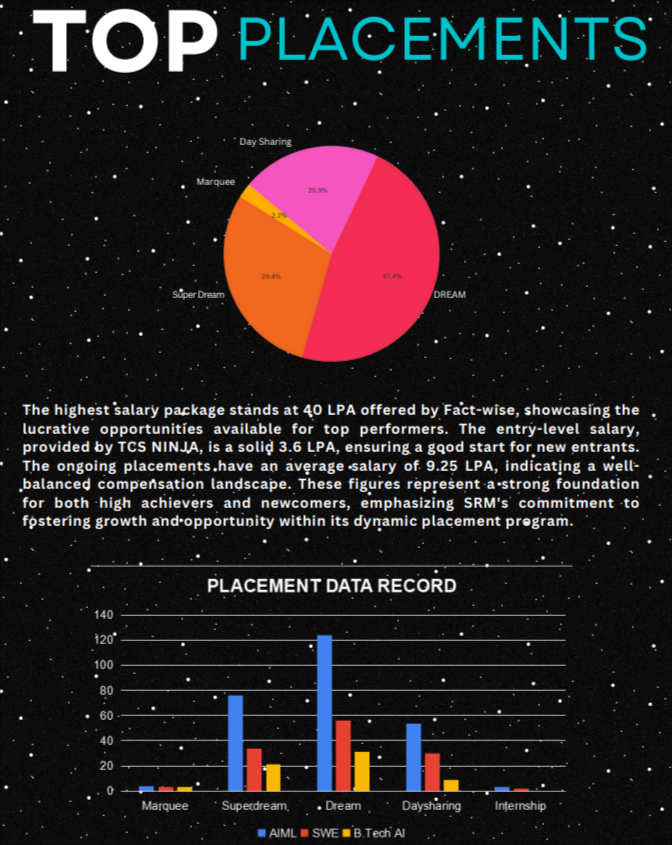 TOP PLACEMENTS
Day Sharing
Marquee
20.9%
2.2%
29.4%
47.4%
Super Dream
DREAM
The highest salary package stands at 40 LPA offered by Fact-wise, showcasing the
lucrative opportunities available for top performers. The entry-level salary,
provided by TCS NINJA, is a solid 3.6 LPA, ensuring a good start for new entrants.
The ongoing placements have an average salary of 9.25 LPA, indicating a well-
balanced compensation landscape. These figures represent a strong foundation
for both high achievers and newcomers, emphasizing SRM's commitment to
fostering growth and opportunity within its dynamic placement program.
PLACEMENT DATA RECORD
140
120
100
80
60
40
20
0
Marquee Superdream Dream Daysharing Internship
AIML SWE B.Tech AI